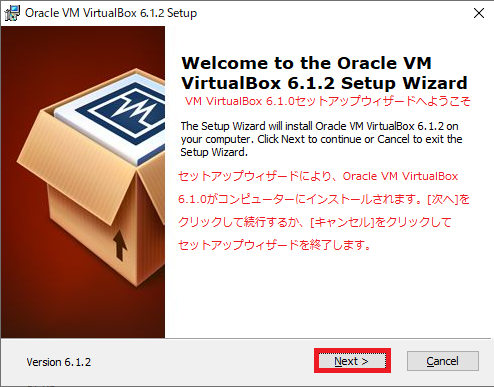 Oracle VM VirtualBox 6.1.2 Setup
Welcome to the Oracle VM
VirtualBox 6.1.2 Setup Wizard
VM VirtualBox 6.1.0セットアップウィザードへようこそ
The Setup Wizard will install Oracle VM VirtualBox 6.1.2 on
your computer. Click Next to continue or Cancel to exit the
Setup Wizard.
セットアップウィザードにより、Oracle VM VirtualBox
6.1.0がコンピューターにインストールされます。[次へ]を
クリックして続行するか、[キャンセル]をクリックして
セットアップウィザードを終了します。
Version 6.1.2
Next >
Cancel